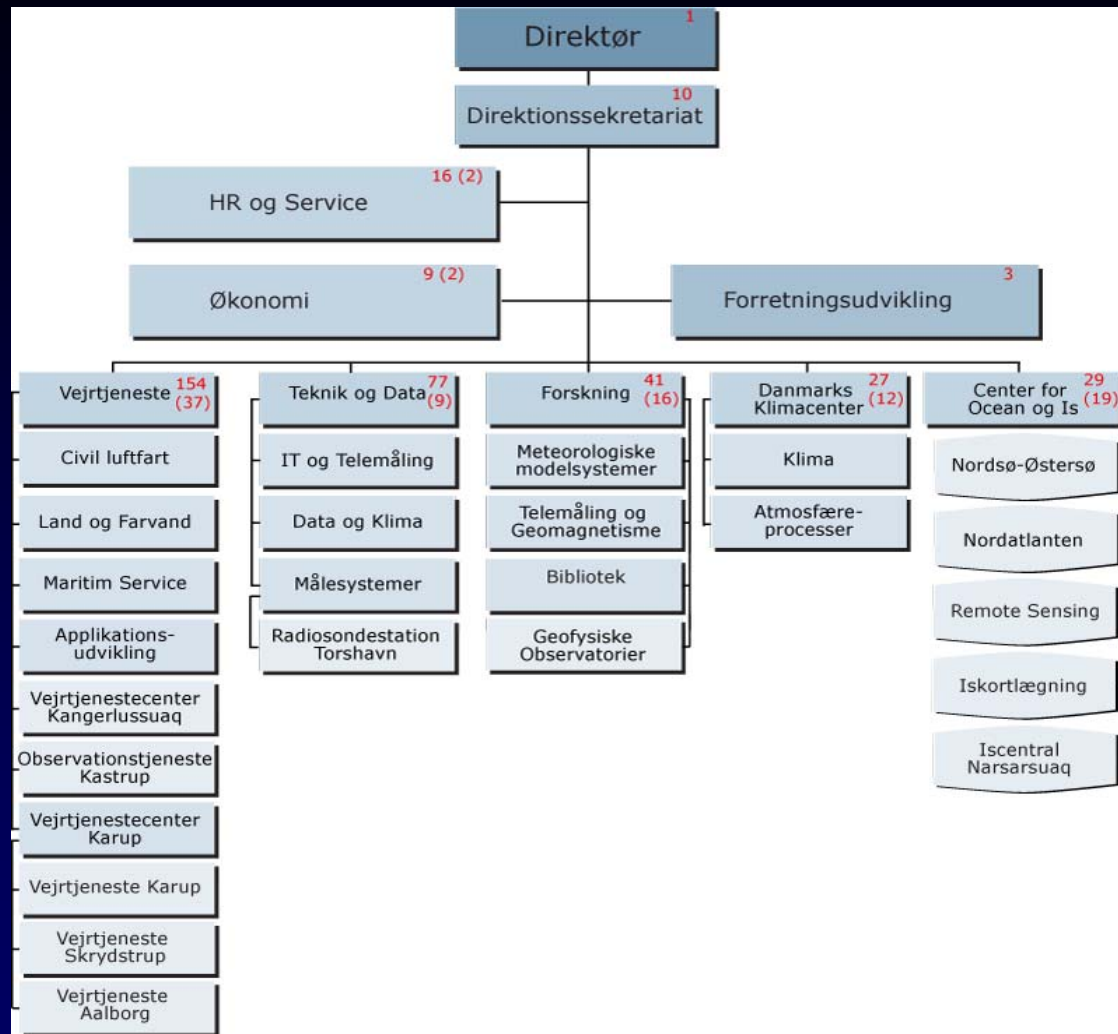 1
Direktør
10
Direktionssekretariat
16 (2)
HR og Service
9 (2)
Økonomi
3
Forretningsudvikling
Vejrtjeneste 154
(37)
Civil luftfart
Land og Farvand
Maritim Service
Applikations-
udvikling
Vejrtjenestecenter
Kangerlussuaq
Observationstjeneste
Kastrup
Vejrtjenestecenter
Karup
Vejrtjeneste Karup
Vejrtjeneste
Skrydstrup
Vejrtjeneste
Aalborg
Teknik og Data 77
(9)
IT og Telemåling
Data og Klima
Målesystemer
Radiosondestation
Torshavn
Forskning 41
(16)
Meteorologiske
modelsystemer
Telemåling og
Geomagnetisme
Bibliotek
Geofysiske
Observatorier
Danmarks 27
Klimacenter (12)
Klima
Atmosfære-
processer
Center for 29
Ocean og Is (19)
Nordsø-Østersø
Nordatlanten
Remote Sensing
Iskortlægning
Iscentral
Narsarsuaq